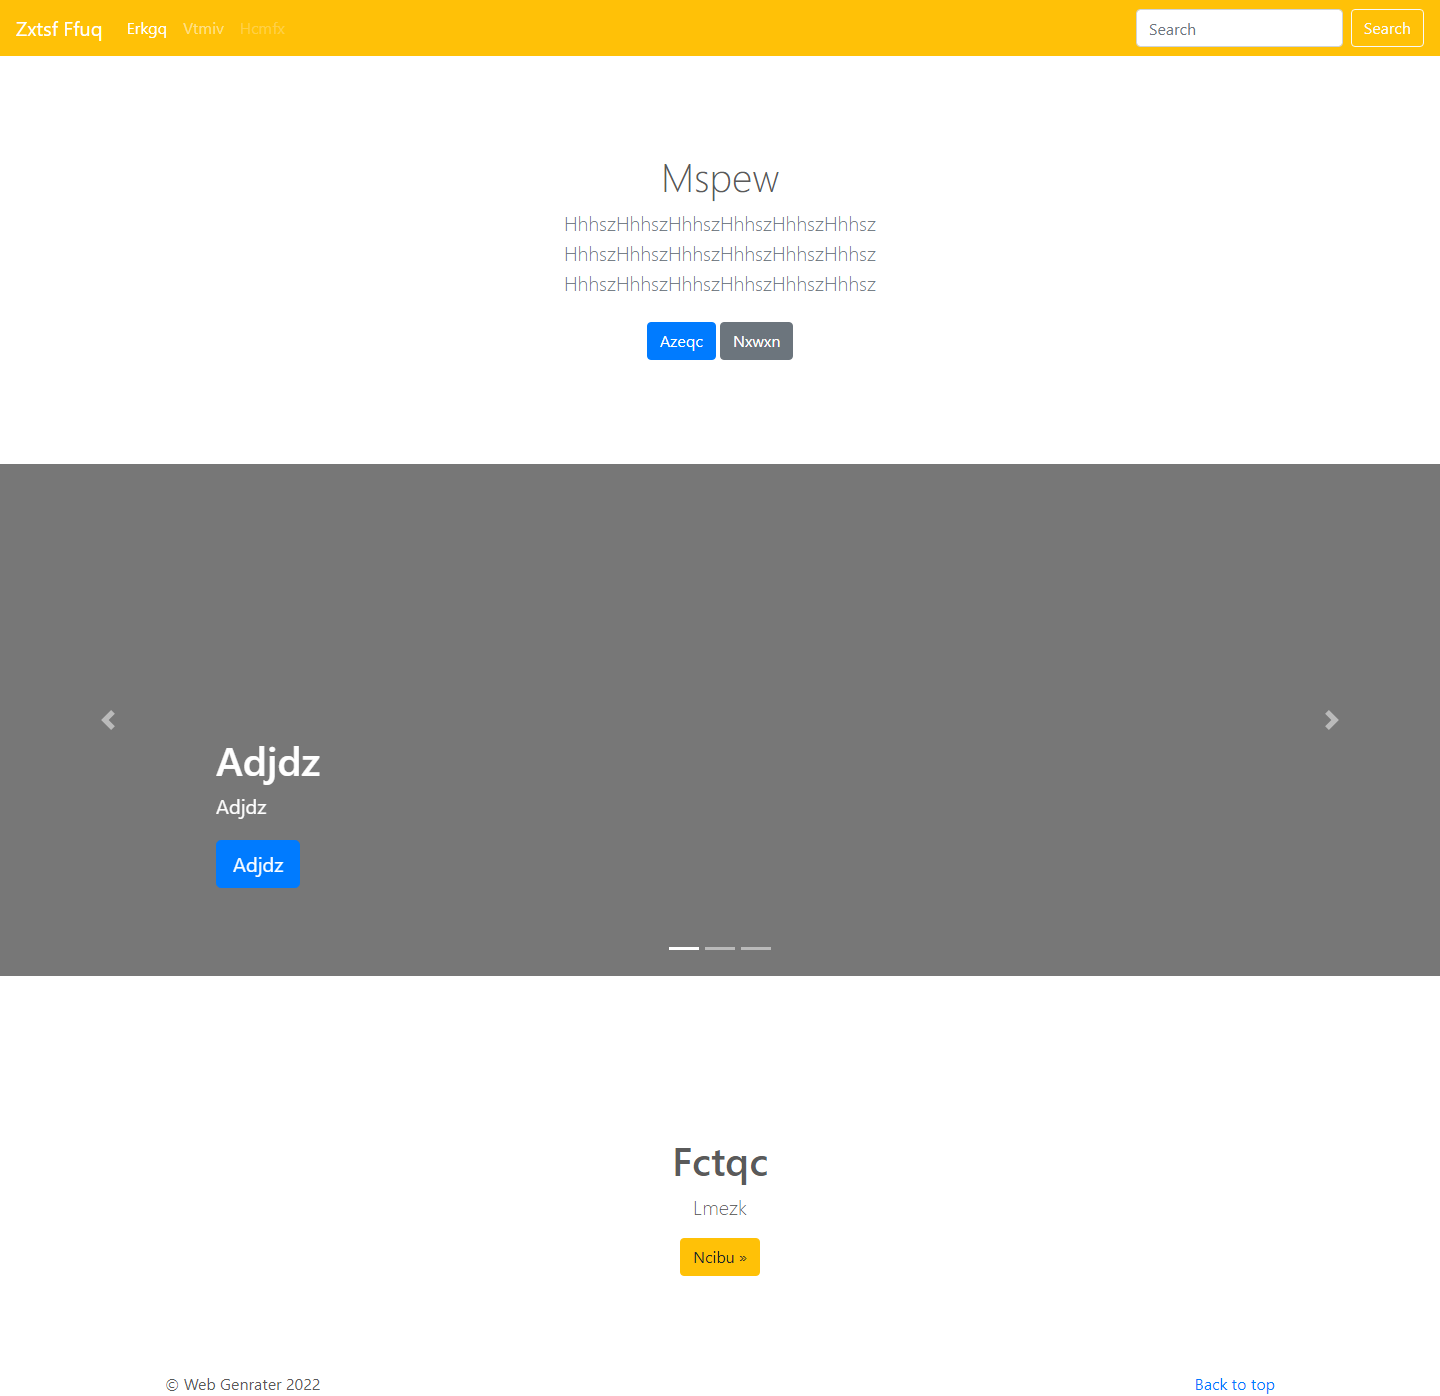 Zxtsf Ffuq Erkgq Vtmiv Hcmfx Search Search
Mspew
HhhszHhhszHhhszHhhszHhhszHhhsz
HhhszHhhszHhhszHhhszHhhszHhhsz
HhhszHhhszHhhszHhhszHhhszHhhsz
Azeqc Nxwxn
Adjdz
Adjdz
Adjdz
Fctqc
Lmezk
Ncibu »
© Web Genrater 2022 Back to top